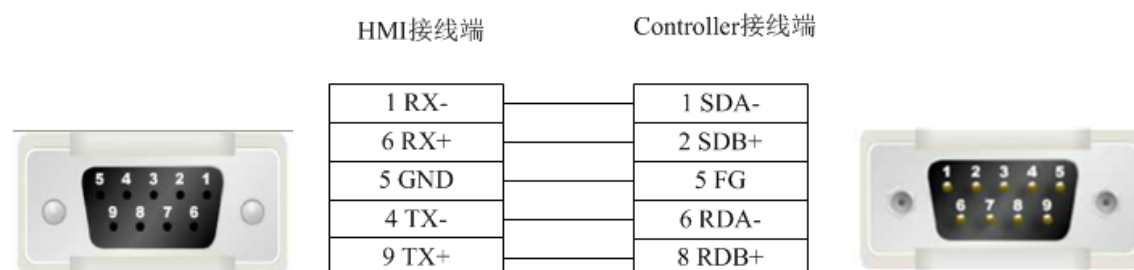 HMI接线端 Controller接线端
1 RX- 1 SDA-
6 RX+ 2 SDB+
5 GND 5 FG
4 TX- 6 RDA-
9 TX+ 8 RDB+
5 4 3 2 1
9 8 7 6
1 2 3 4 5
6 7 8 9